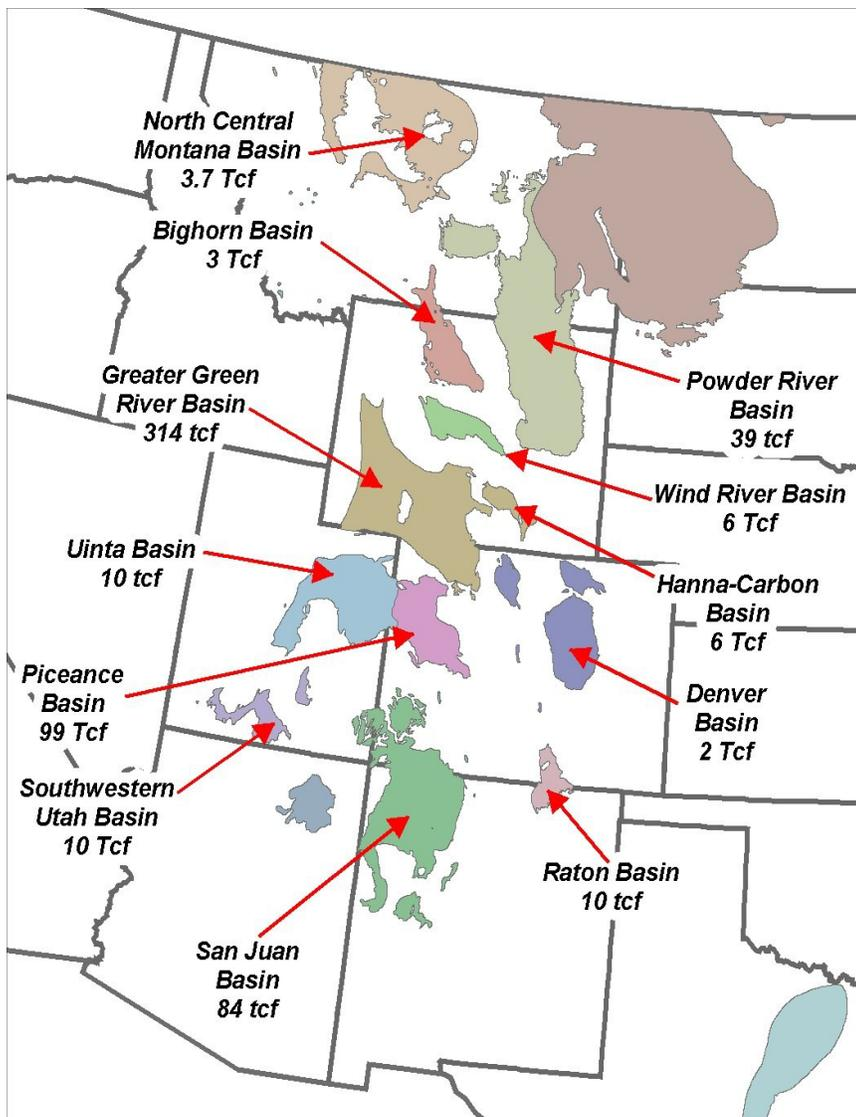 North Central
Montana Basin
3.7 Tcf
Bighorn Basin
3 Tcf
Greater Green
River Basin
314 tcf
Powder River
Basin
39 tcf
Wind River Basin
6 Tcf
Uinta Basin
10 tcf
Hanna-Carbon
Basin
6 Tcf
Piceance
Basin
99 Tcf
Denver
Basin
2 Tcf
Southwestern
Utah Basin
10 Tcf
Raton Basin
10 tcf
San Juan
Basin
84 tcf